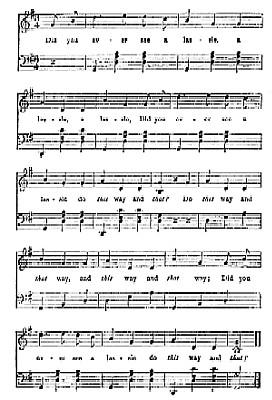 Did you ev - er see a las - sie, a
las - sie, a las - sie, Did you ev - er see a
las - sie do this way and that? Do this way and
that way, and this way and that way; Did you
ev - er see a las - sie do this way and that?